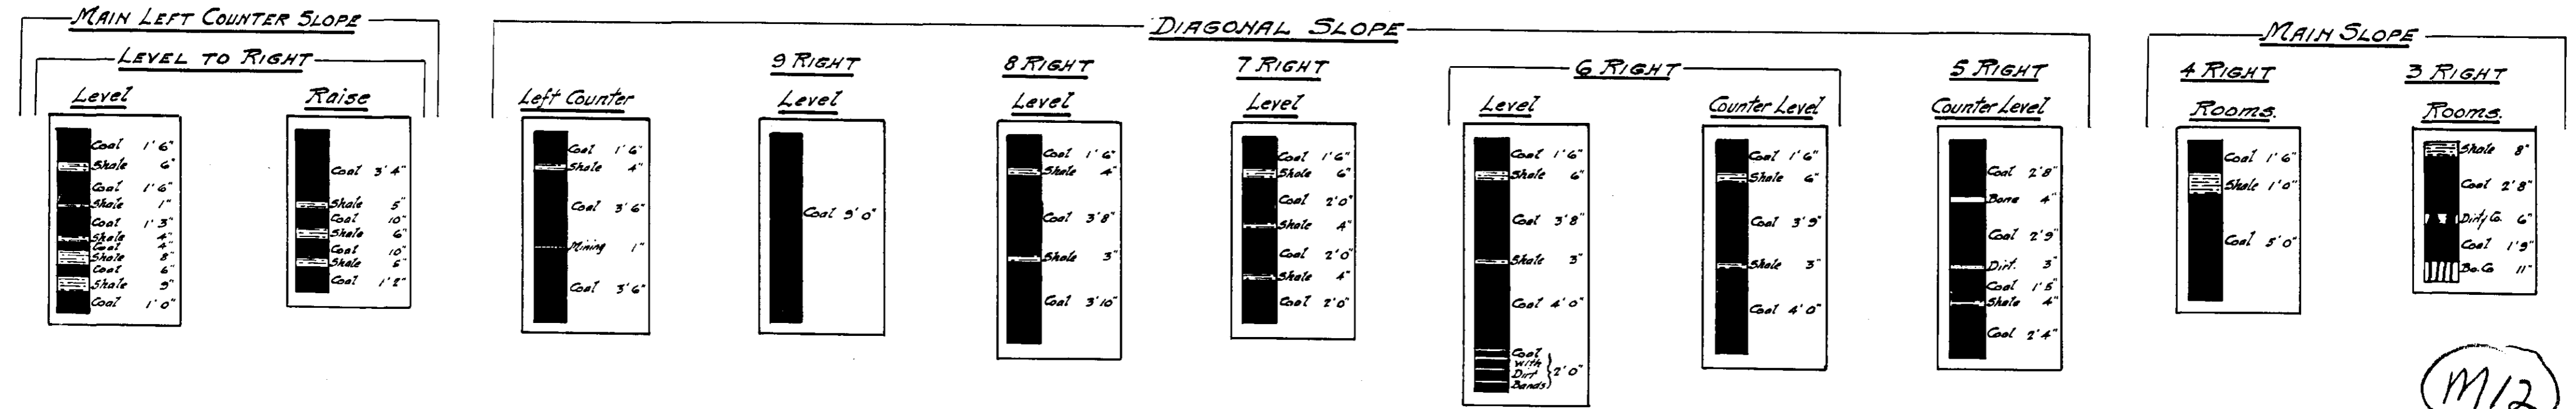 MAIN LEFT COUNTER SLOPE
LEVEL TO RIGHT
Level
Coal 1'6"
Shale 6"
Coal 1'6"
Shale 1"
Coal 1'3"
Shale 4"
Coal 4"
Shale 8"
Coal 6"
Shale 9"
Coal 1'0"
Raise
Coal 3'4"
Shale 5"
Coal 10"
Shale 6"
Coal 10"
Shale 5"
Coal 1'2"
DIAGONAL SLOPE
Left Counter
Coal 1'6"
Shale 4"
Coal 3'6"
Mining 1"
Coal 3'6"
9 RIGHT
Level
Coal 9'0"
8 RIGHT
Level
Coal 1'6"
Shale 4"
Coal 3'8"
Shale 3"
Coal 3'10"
7 RIGHT
Level
Coal 1'6"
Shale 6"
Coal 2'0"
Shale 4"
Coal 2'0"
Shale 4"
Coal 2'0"
6 RIGHT
Level
Coal 1'6"
Shale 6"
Coal 3'8"
Shale 3"
Coal 4'0"
Coal
with
Dirt 2'0"
Bands
Counter Level
Coal 1'6"
Shale 6"
Coal 3'9"
Shale 3"
Coal 4'0"
5 RIGHT
Counter Level
Coal 2'8"
Bone 4"
Coal 2'9"
Dirt. 3"
Coal 1'5"
Shale 4"
Coal 2'4"
MAIN SLOPE
4 RIGHT
Rooms.
Coal 1'6"
Shale 1'0"
Coal 5'0"
3 RIGHT
Rooms.
Shale 8"
Coal 2'8"
Dirty Co. 6"
Coal 1'9"
Bo. Co 11"
M12